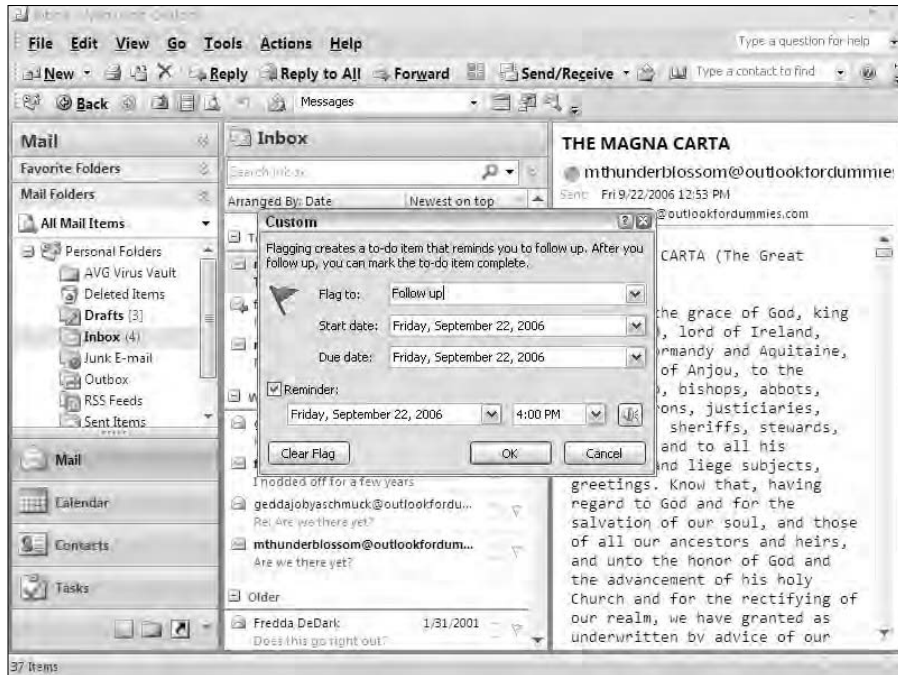 Inbox - Microsoft Outlook
File Edit View Go Tools Actions Help
Type a question for help
New Reply Reply to All Forward Send/Receive Type a contact to find
Back Messages
Mail
Favorite Folders
Mail Folders
All Mail Items
Personal Folders
AVG Virus Vault
Deleted Items
Drafts [3]
Inbox (4)
Junk E-mail
Outbox
RSS Feeds
Sent Items
Mail
Calendar
Contacts
Tasks
37 Items
Inbox
Search Inbox
Arranged By: Date Newest on top
Custom
Flagging creates a to-do item that reminds you to follow up. After you
follow up, you can mark the to-do item complete.
Flag to: Follow up
Start date: Friday, September 22, 2006
Due date: Friday, September 22, 2006
Reminder:
Friday, September 22, 2006 4:00 PM
Clear Flag OK Cancel
I nodded off for a few years
geddajobyaschmuck@outlookfordu...
Re: Are we there yet?
mthunderblossom@outlookfordum...
Are we there yet?
Older
Fredda DeDark 1/31/2001
Does this go right out?
THE MAGNA CARTA
mthunderblossom@outlookfordummies
Sent: Fri 9/22/2006 12:53 PM
@outlookfordummies.com
CARTA (The Great
the grace of God, king
, lord of Ireland,
rmandy and Aquitaine,
of Anjou, to the
, bishops, abbots,
rons, justiciaries,
sheriffs, stewards,
and to all his
nd liege subjects,
greetings. Know that, having
regard to God and for the
salvation of our soul, and those
of all our ancestors and heirs,
and unto the honor of God and
the advancement of his holy
Church and for the rectifying of
our realm, we have granted as
underwritten by advice of our